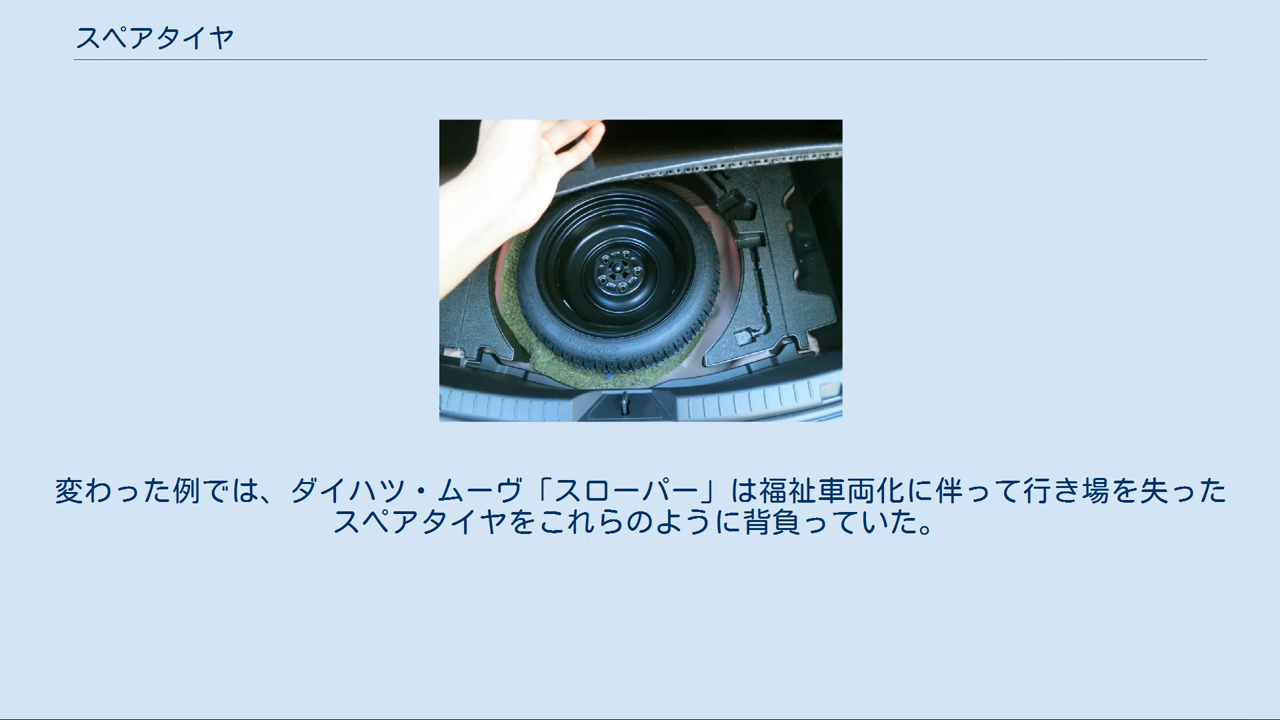 スペアタイヤ
変わった例では、ダイハツ・ムーヴ「スローパー」は福祉車両化に伴って行き場を失った
スペアタイヤをこれらのように背負っていた。